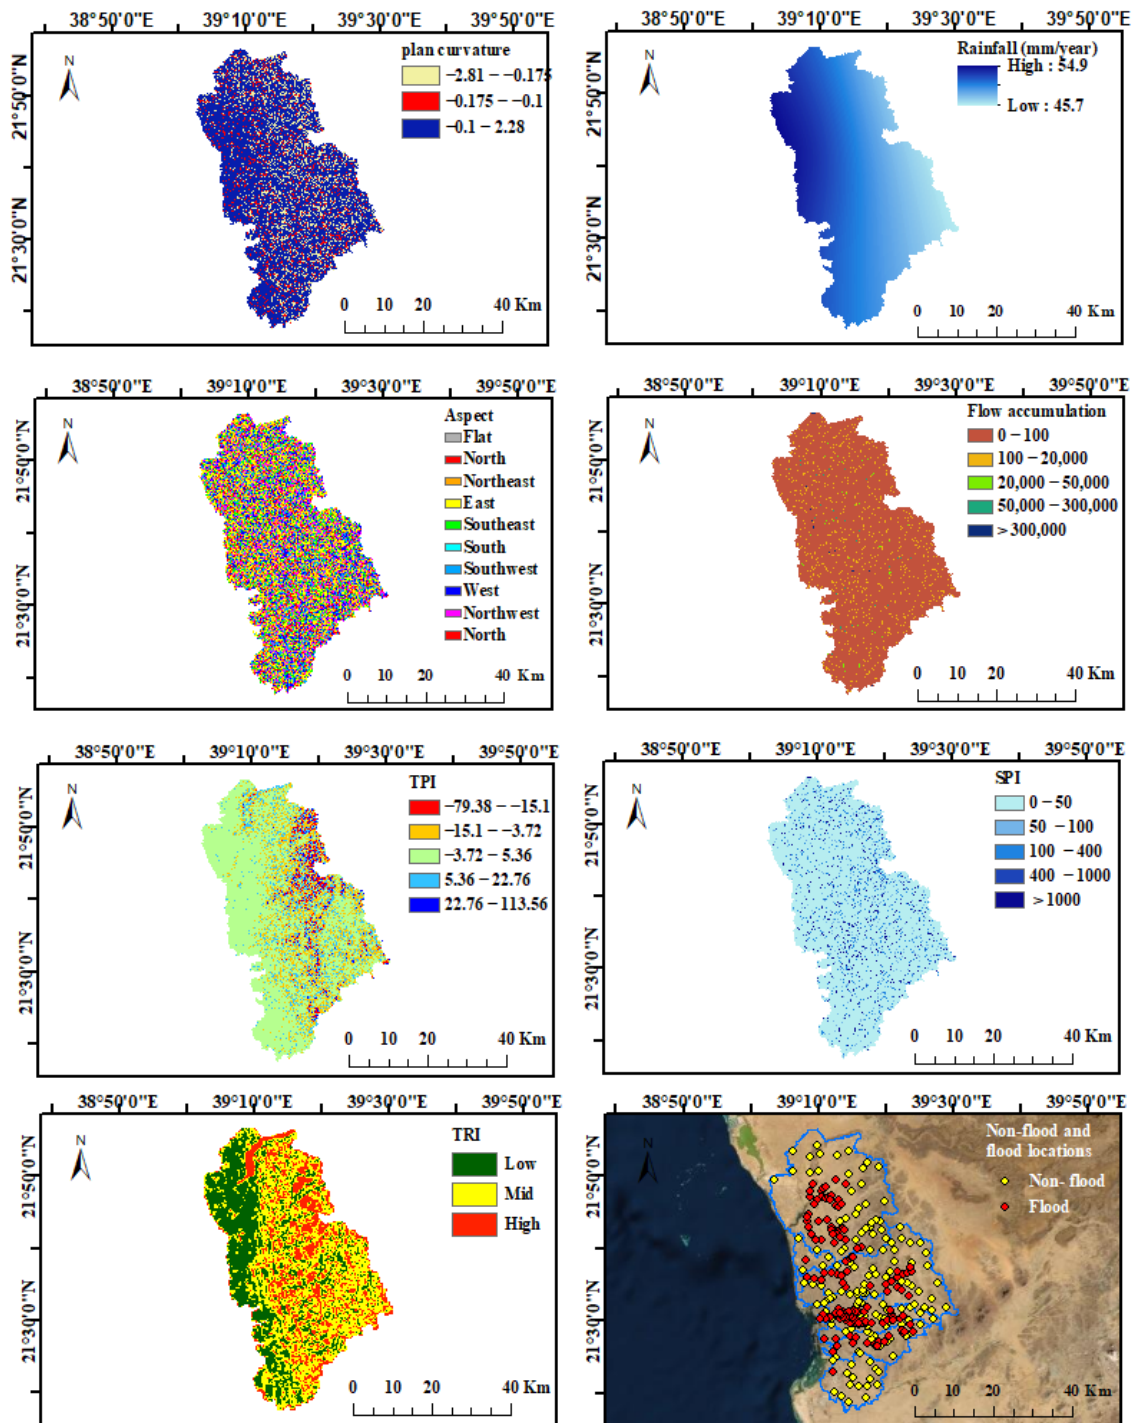 38°50'0"E 39°10'0"E 39°30'0"E 39°50'0"E
N
plan curvature
−2.81 – −0.175
−0.175 – −0.1
−0.1 – 2.28
21°50'0"N
21°30'0"N
0 10 20 40 Km
38°50'0"E 39°10'0"E 39°30'0"E 39°50'0"E
N
Rainfall (mm/year)
High : 54.9
Low : 45.7
21°50'0"N
21°30'0"N
0 10 20 40 Km
38°50'0"E 39°10'0"E 39°30'0"E 39°50'0"E
N
Aspect
Flat
North
Northeast
East
Southeast
South
Southwest
West
Northwest
North
21°50'0"N
21°30'0"N
0 10 20 40 Km
38°50'0"E 39°10'0"E 39°30'0"E 39°50'0"E
N
Flow accumulation
0 – 100
100 – 20,000
20,000 – 50,000
50,000 – 300,000
> 300,000
21°50'0"N
21°30'0"N
0 10 20 40 Km
38°50'0"E 39°10'0"E 39°30'0"E 39°50'0"E
N
TPI
−79.38 – −15.1
−15.1 – −3.72
−3.72 – 5.36
5.36 – 22.76
22.76 – 113.56
21°50'0"N
21°30'0"N
0 10 20 40 Km
38°50'0"E 39°10'0"E 39°30'0"E 39°50'0"E
N
SPI
0 – 50
50 – 100
100 – 400
400 – 1000
> 1000
21°50'0"N
21°30'0"N
0 10 20 40 Km
38°50'0"E 39°10'0"E 39°30'0"E 39°50'0"E
N
TRI
Low
Mid
High
21°50'0"N
21°30'0"N
0 10 20 40 Km
38°50'0"E 39°10'0"E 39°30'0"E 39°50'0"E
N
Non-flood and
flood locations
Non- flood
Flood
21°50'0"N
21°30'0"N
0 10 20 40 Km